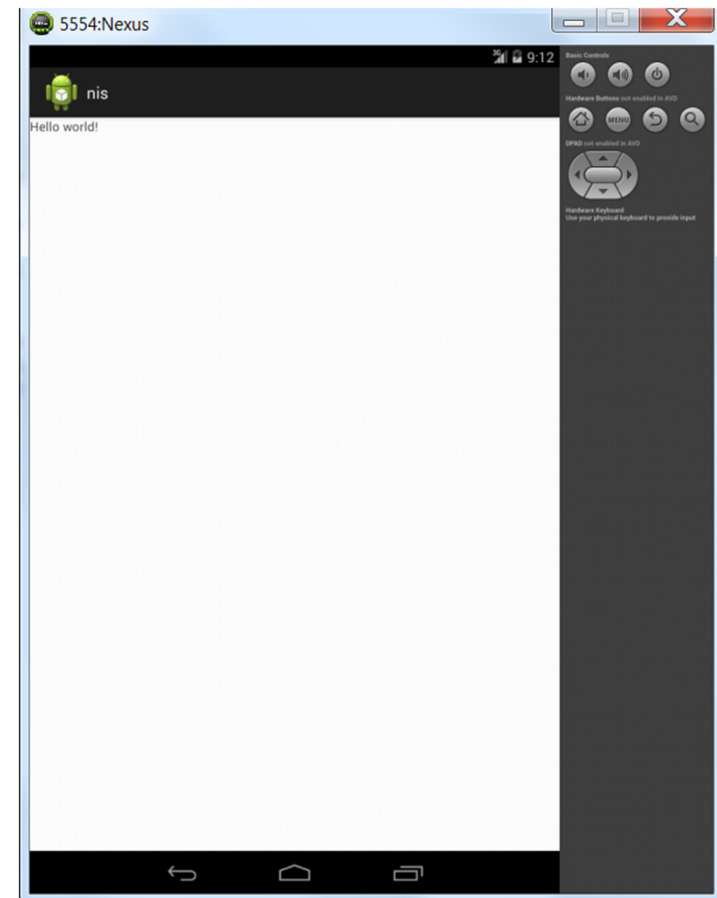 5554:Nexus
3G 9:12
nis
Hello world!
Basic Controls
Hardware Buttons not enabled in AVD
MENU
DPAD not enabled in AVD
Hardware Keyboard
Use your physical keyboard to provide input